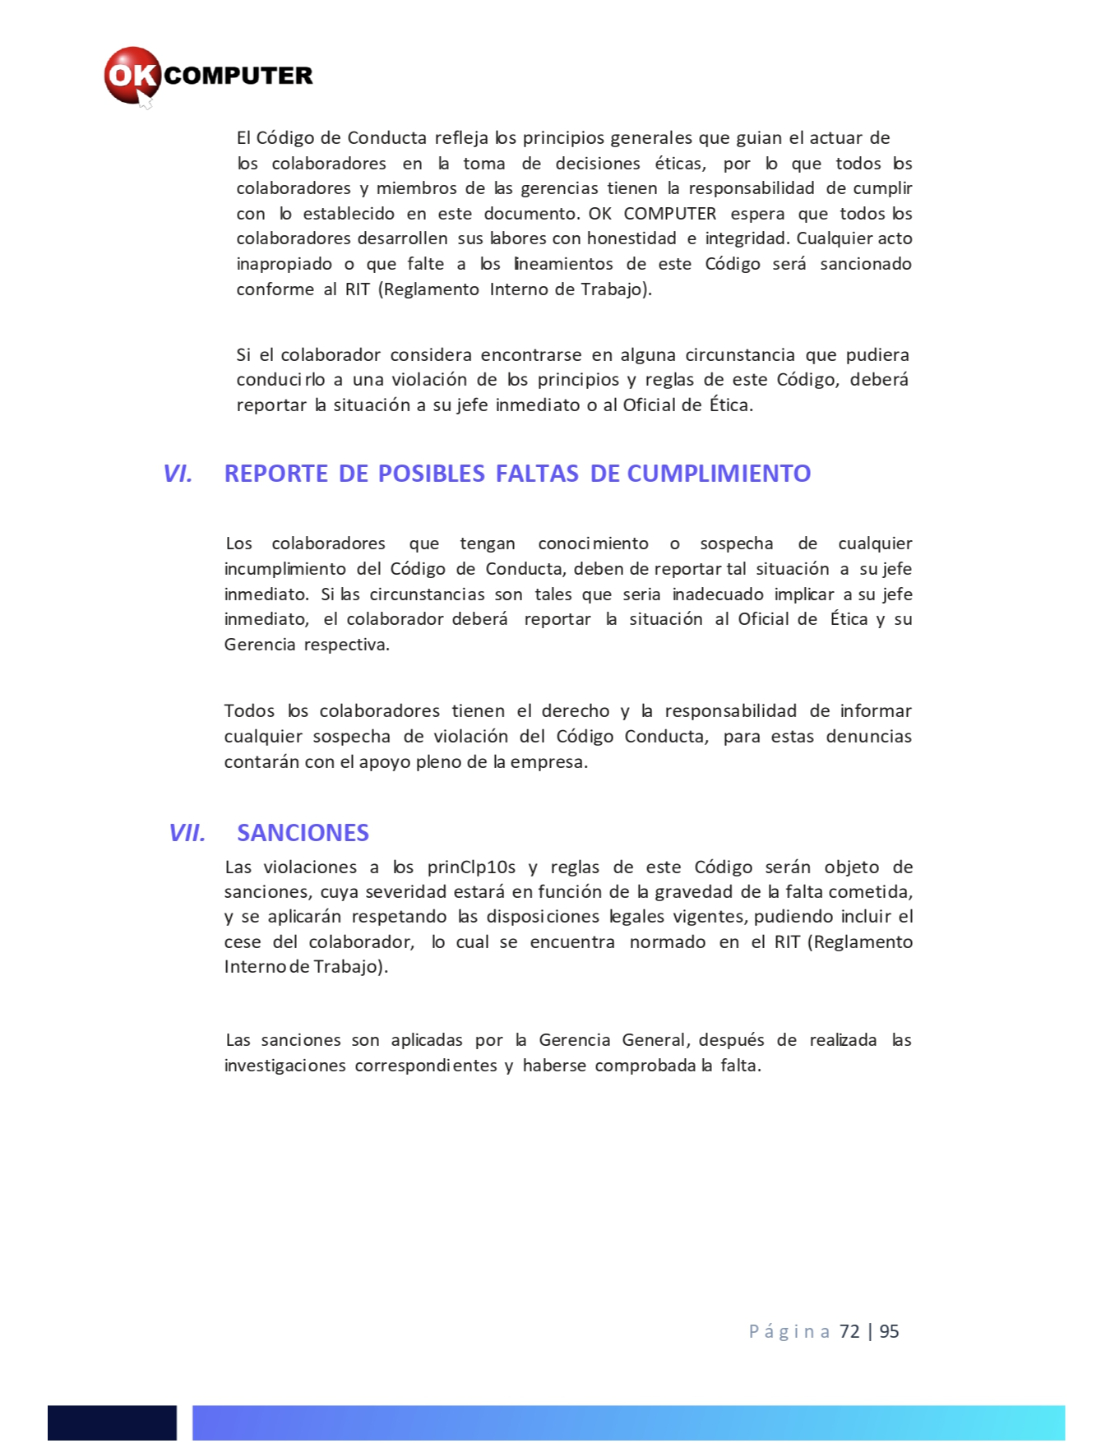 OK COMPUTER
El Código de Conducta refleja los principios generales que guian el actuar de
los colaboradores en la toma de decisiones éticas, por lo que todos los
colaboradores y miembros de las gerencias tienen la responsabilidad de cumplir
con lo establecido en este documento. OK COMPUTER espera que todos los
colaboradores desarrollen sus labores con honestidad e integridad. Cualquier acto
inapropiado o que falte a los lineamientos de este Código será sancionado
conforme al RIT (Reglamento Interno de Trabajo).
Si el colaborador considera encontrarse en alguna circunstancia que pudiera
conducirlo a una violación de los principios y reglas de este Código, deberá
reportar la situación a su jefe inmediato o al Oficial de Ética.
VI. REPORTE DE POSIBLES FALTAS DE CUMPLIMIENTO
Los colaboradores que tengan conocimiento o sospecha de cualquier
incumplimiento del Código de Conducta, deben de reportar tal situación a su jefe
inmediato. Si las circunstancias son tales que seria inadecuado implicar a su jefe
inmediato, el colaborador deberá reportar la situación al Oficial de Ética y su
Gerencia respectiva.
Todos los colaboradores tienen el derecho y la responsabilidad de informar
cualquier sospecha de violación del Código Conducta, para estas denuncias
contarán con el apoyo pleno de la empresa.
VII. SANCIONES
Las violaciones a los prinClp10s y reglas de este Código serán objeto de
sanciones, cuya severidad estará en función de la gravedad de la falta cometida,
y se aplicarán respetando las disposiciones legales vigentes, pudiendo incluir el
cese del colaborador, lo cual se encuentra normado en el RIT (Reglamento
Interno de Trabajo).
Las sanciones son aplicadas por la Gerencia General, después de realizada las
investigaciones correspondientes y haberse comprobada la falta.
Página 72 | 95